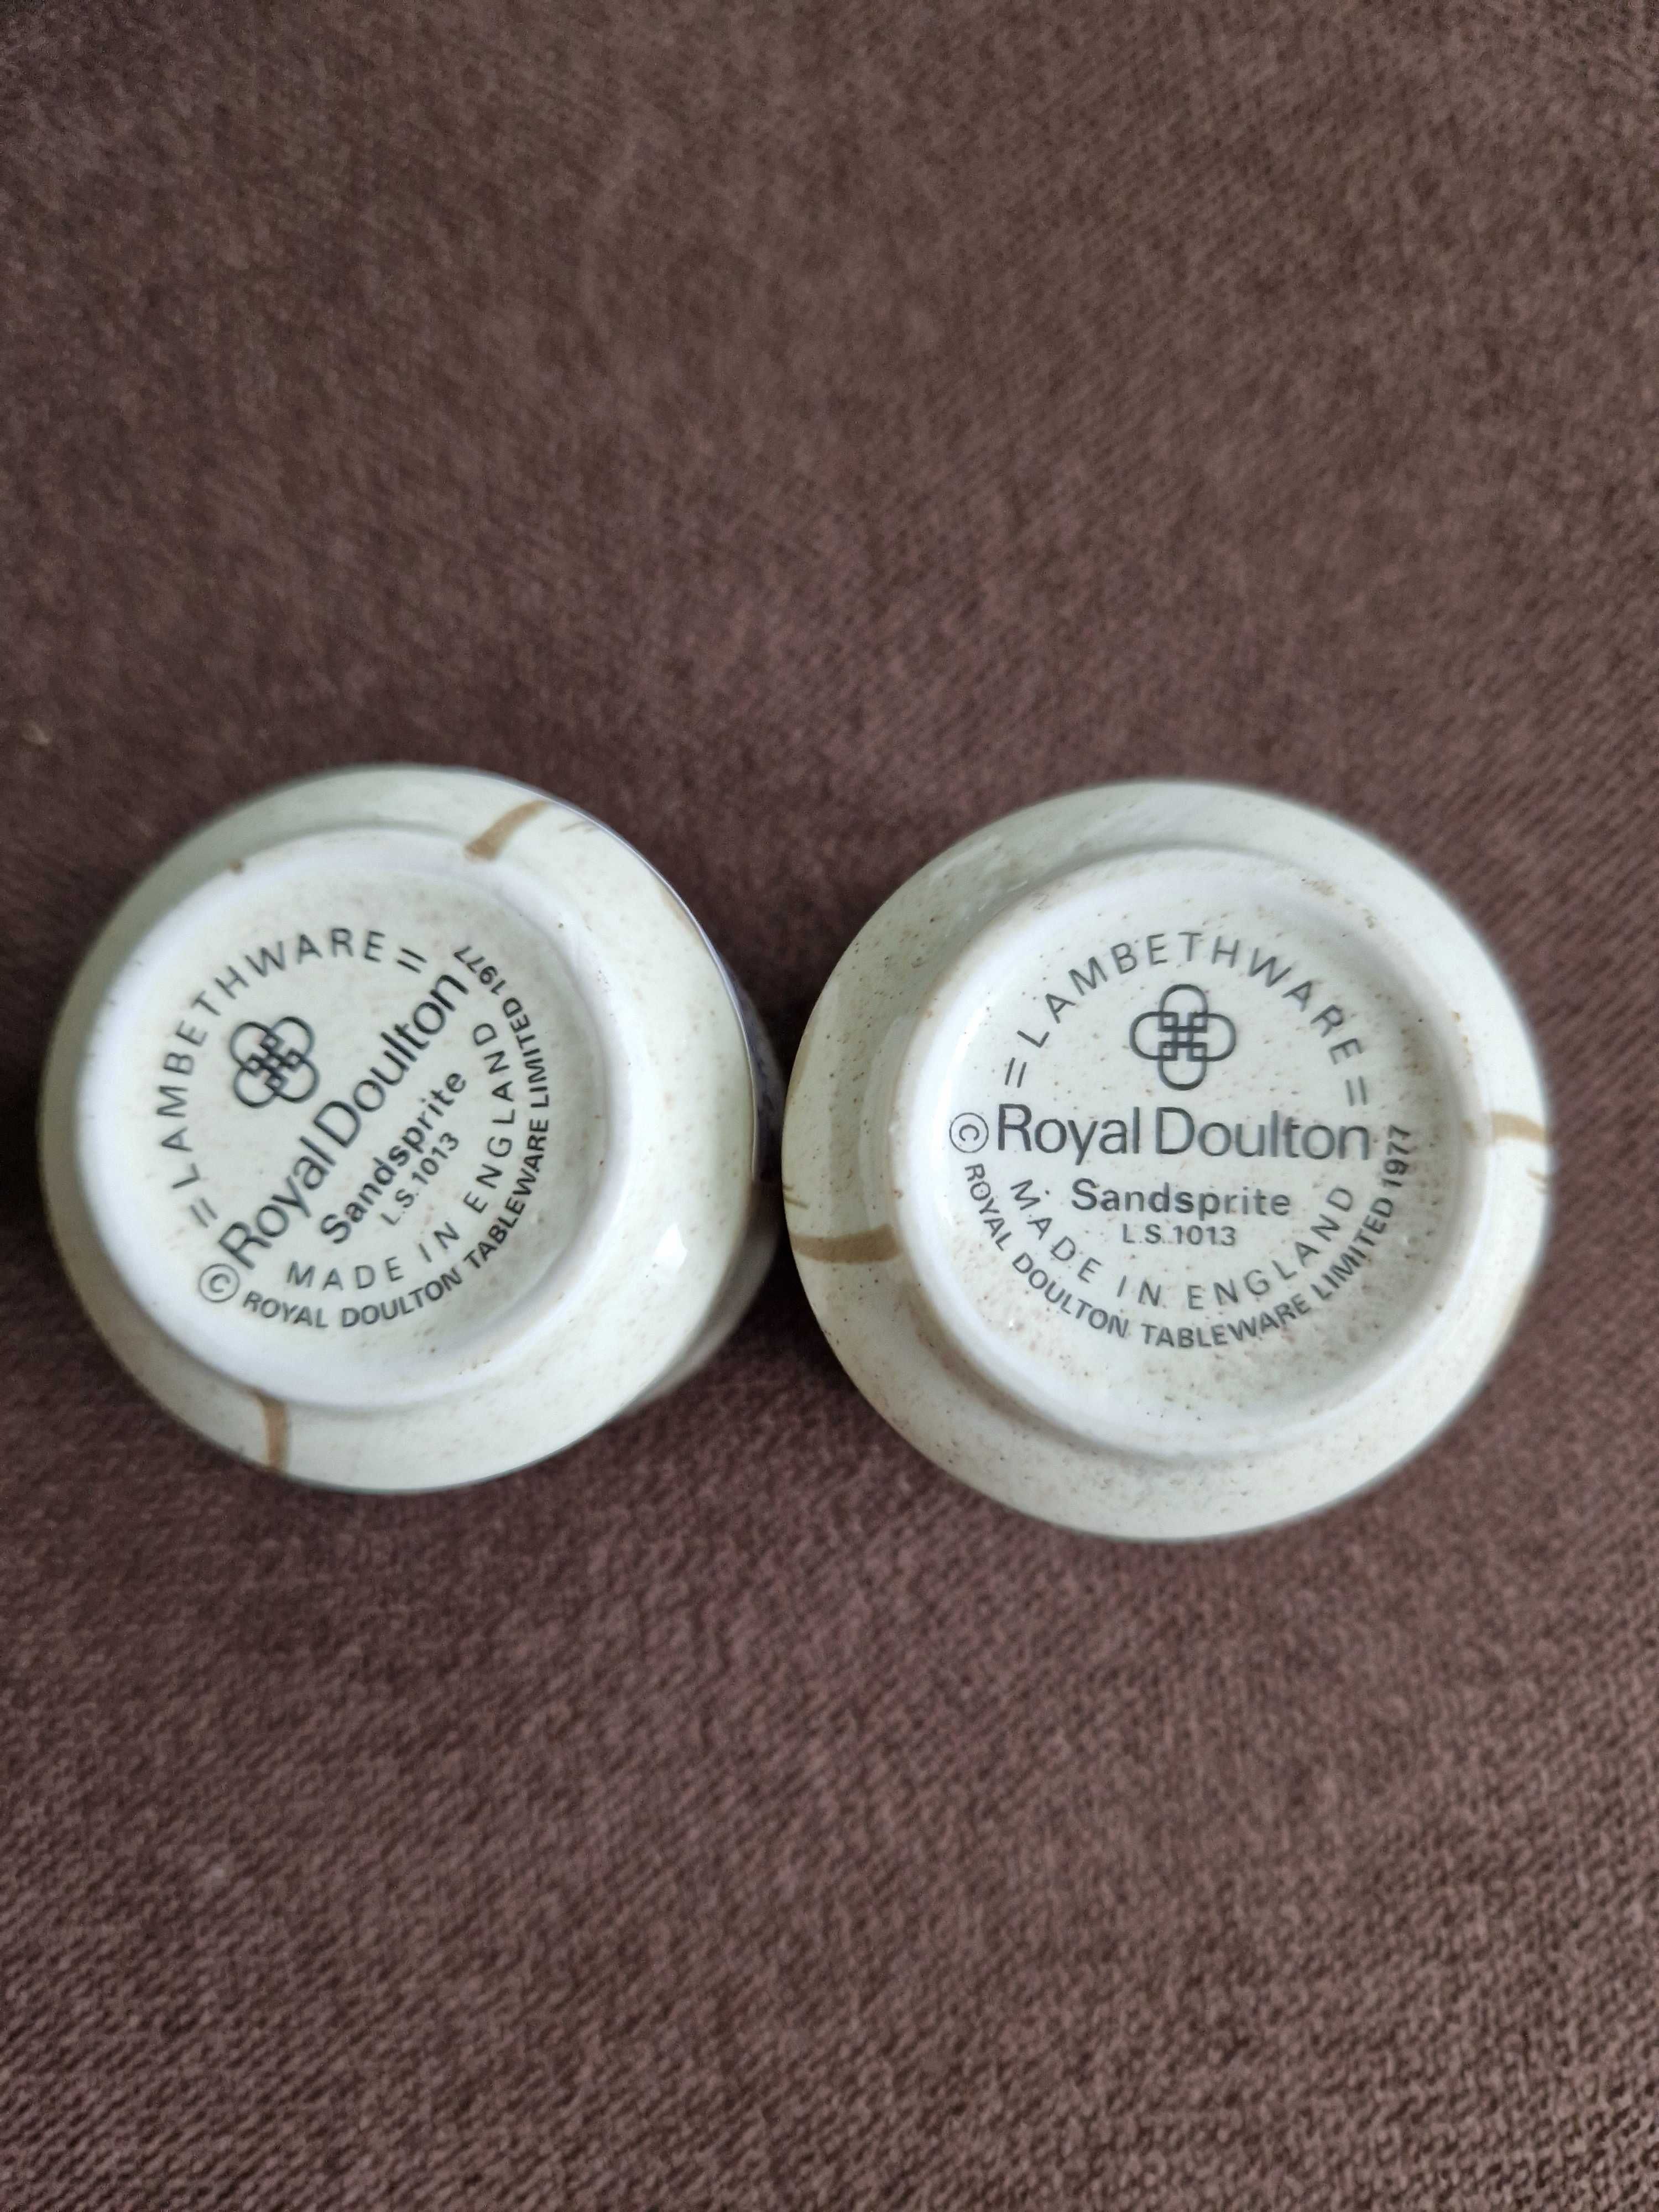 = LAMBETHWARE =
© Royal Doulton
Sandsprite
L.S. 1013
MADE IN ENGLAND
ROYAL DOULTON TABLEWARE LIMITED 1977
= LAMBETHWARE =
© Royal Doulton
Sandsprite
L.S. 1013
MADE IN ENGLAND
ROYAL DOULTON TABLEWARE LIMITED 1977